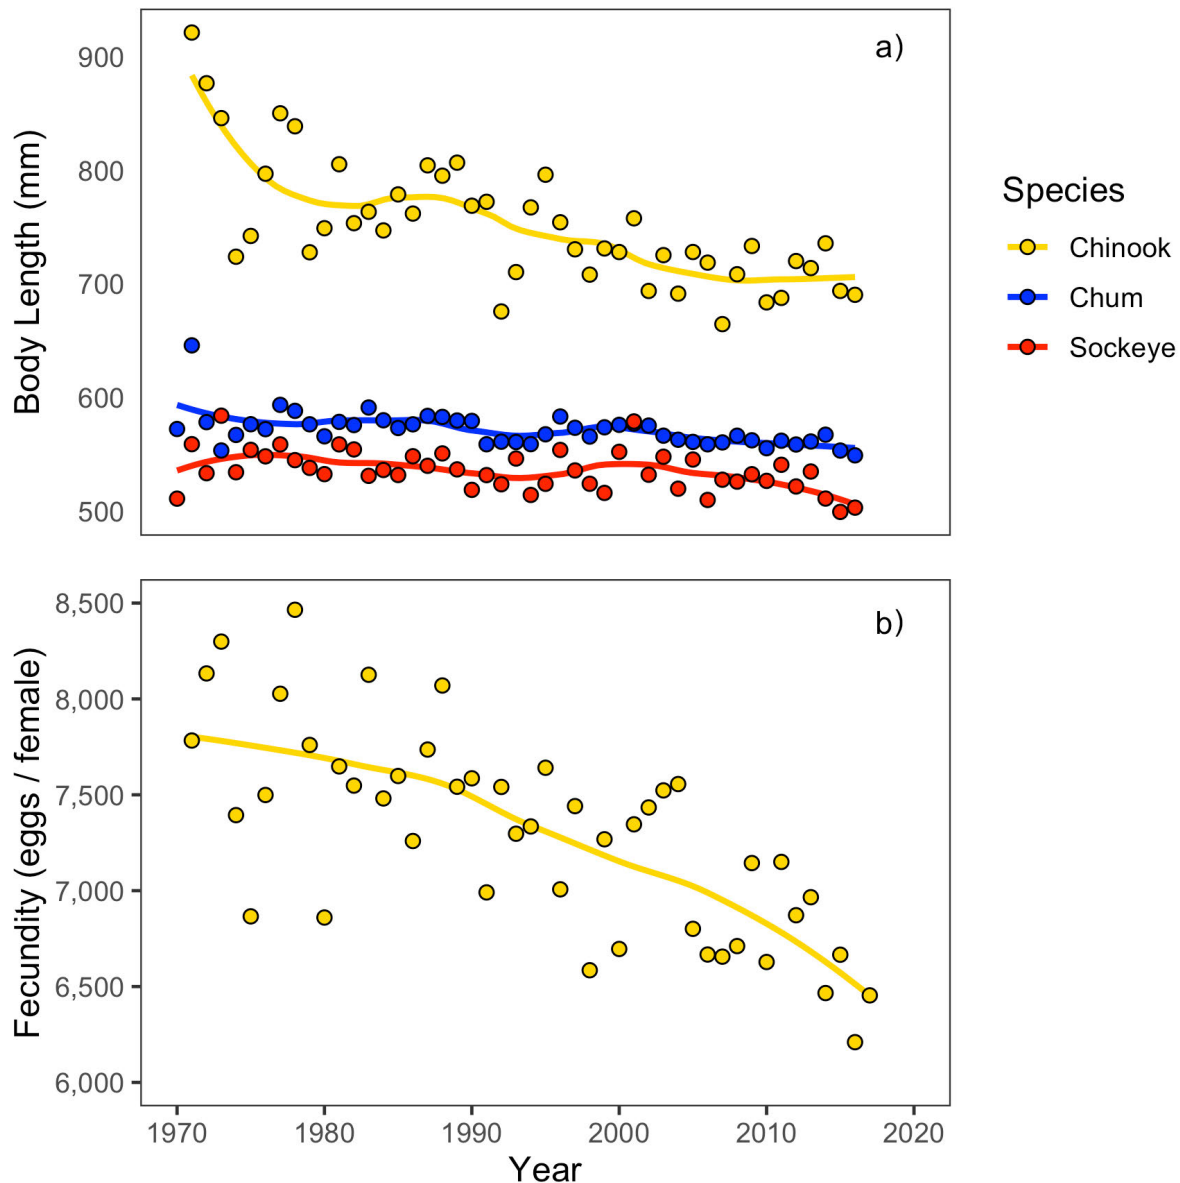 a)
900
800
700
600
500
Body Length (mm)
Species
Chinook
Chum
Sockeye
b)
8,500
8,000
7,500
7,000
6,500
6,000
Fecundity (eggs / female)
1970 1980 1990 2000 2010 2020
Year